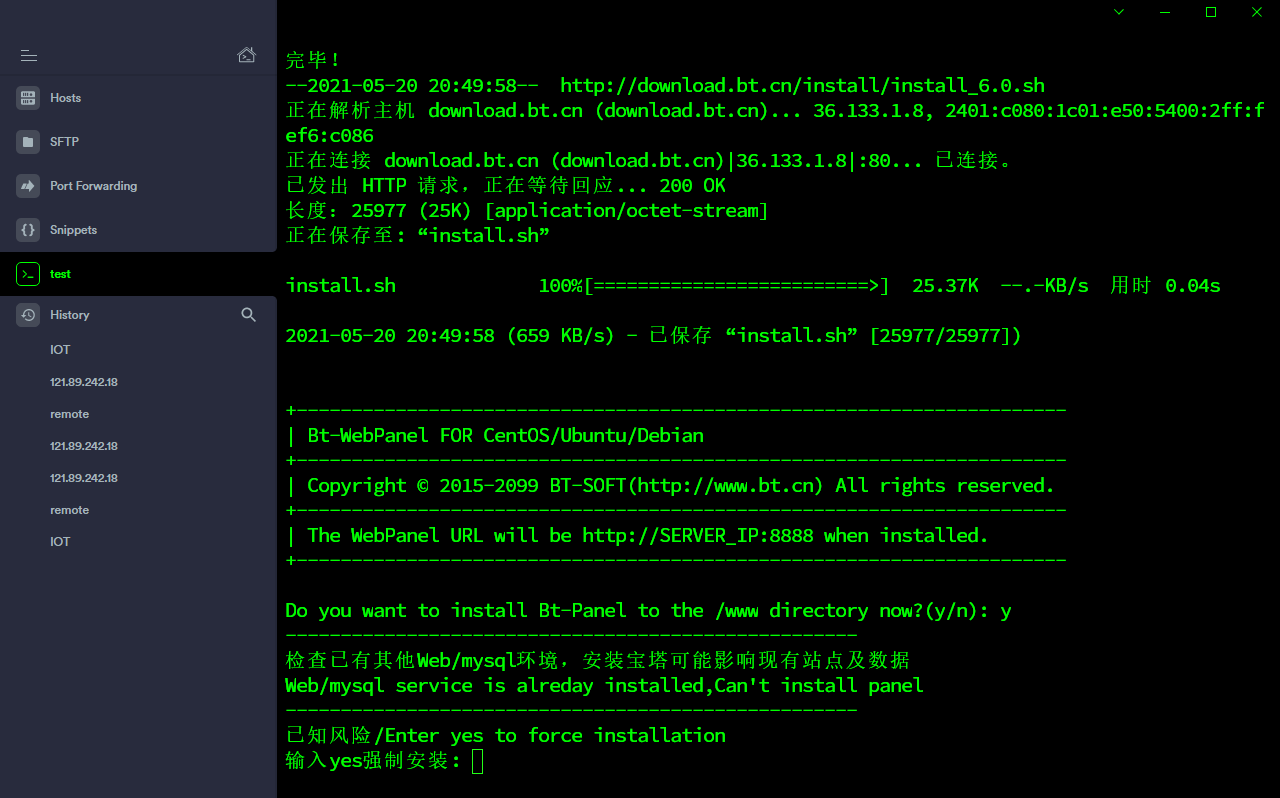 Hosts
SFTP
Port Forwarding
Snippets
test
History
IOT
121.89.242.18
remote
121.89.242.18
121.89.242.18
remote
IOT
完毕！
--2021-05-20 20:49:58--  http://download.bt.cn/install/install_6.0.sh
正在解析主机 download.bt.cn (download.bt.cn)... 36.133.1.8, 2401:c080:1c01:e50:5400:2ff:f
ef6:c086
正在连接 download.bt.cn (download.bt.cn)|36.133.1.8|:80... 已连接。
已发出 HTTP 请求，正在等待回应... 200 OK
长度：25977 (25K) [application/octet-stream]
正在保存至: “install.sh”
install.sh             100%[=========================>]  25.37K  --.-KB/s  用时 0.04s
2021-05-20 20:49:58 (659 KB/s) - 已保存 “install.sh” [25977/25977])
+----------------------------------------------------------------------
| Bt-WebPanel FOR CentOS/Ubuntu/Debian
+----------------------------------------------------------------------
| Copyright © 2015-2099 BT-SOFT(http://www.bt.cn) All rights reserved.
+----------------------------------------------------------------------
| The WebPanel URL will be http://SERVER_IP:8888 when installed.
+----------------------------------------------------------------------
Do you want to install Bt-Panel to the /www directory now?(y/n): y
----------------------------------------------------
检查已有其他Web/mysql环境，安装宝塔可能影响现有站点及数据
Web/mysql service is alreday installed,Can't install panel
----------------------------------------------------
已知风险/Enter yes to force installation
输入yes强制安装: